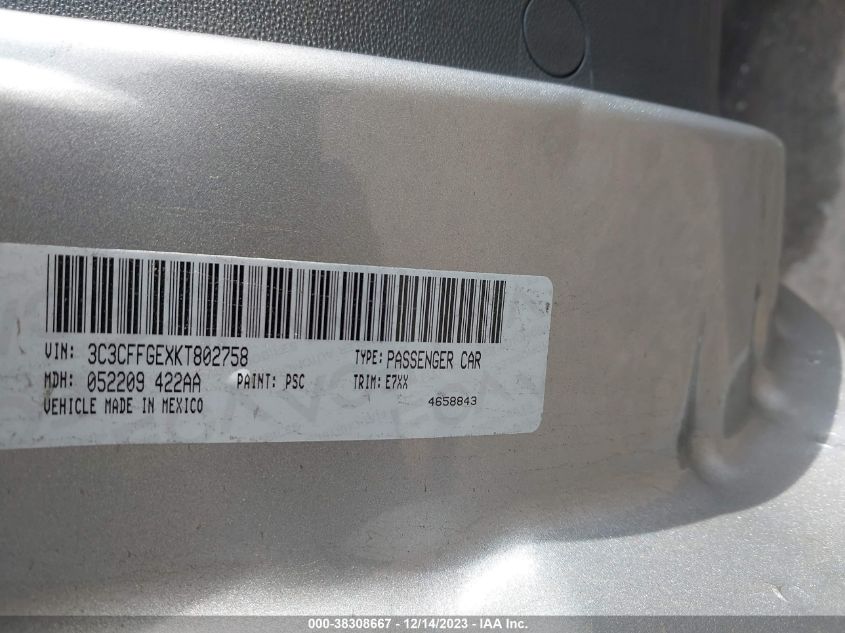 VIN: 3C3CFFGEXKT802758 TYPE: PASSENGER CAR
MDH: 052209 422AA PAINT: PSC TRIM: E7XX
VEHICLE MADE IN MEXICO 4658843
000-38308667 - 12/14/2023 - IAA Inc.